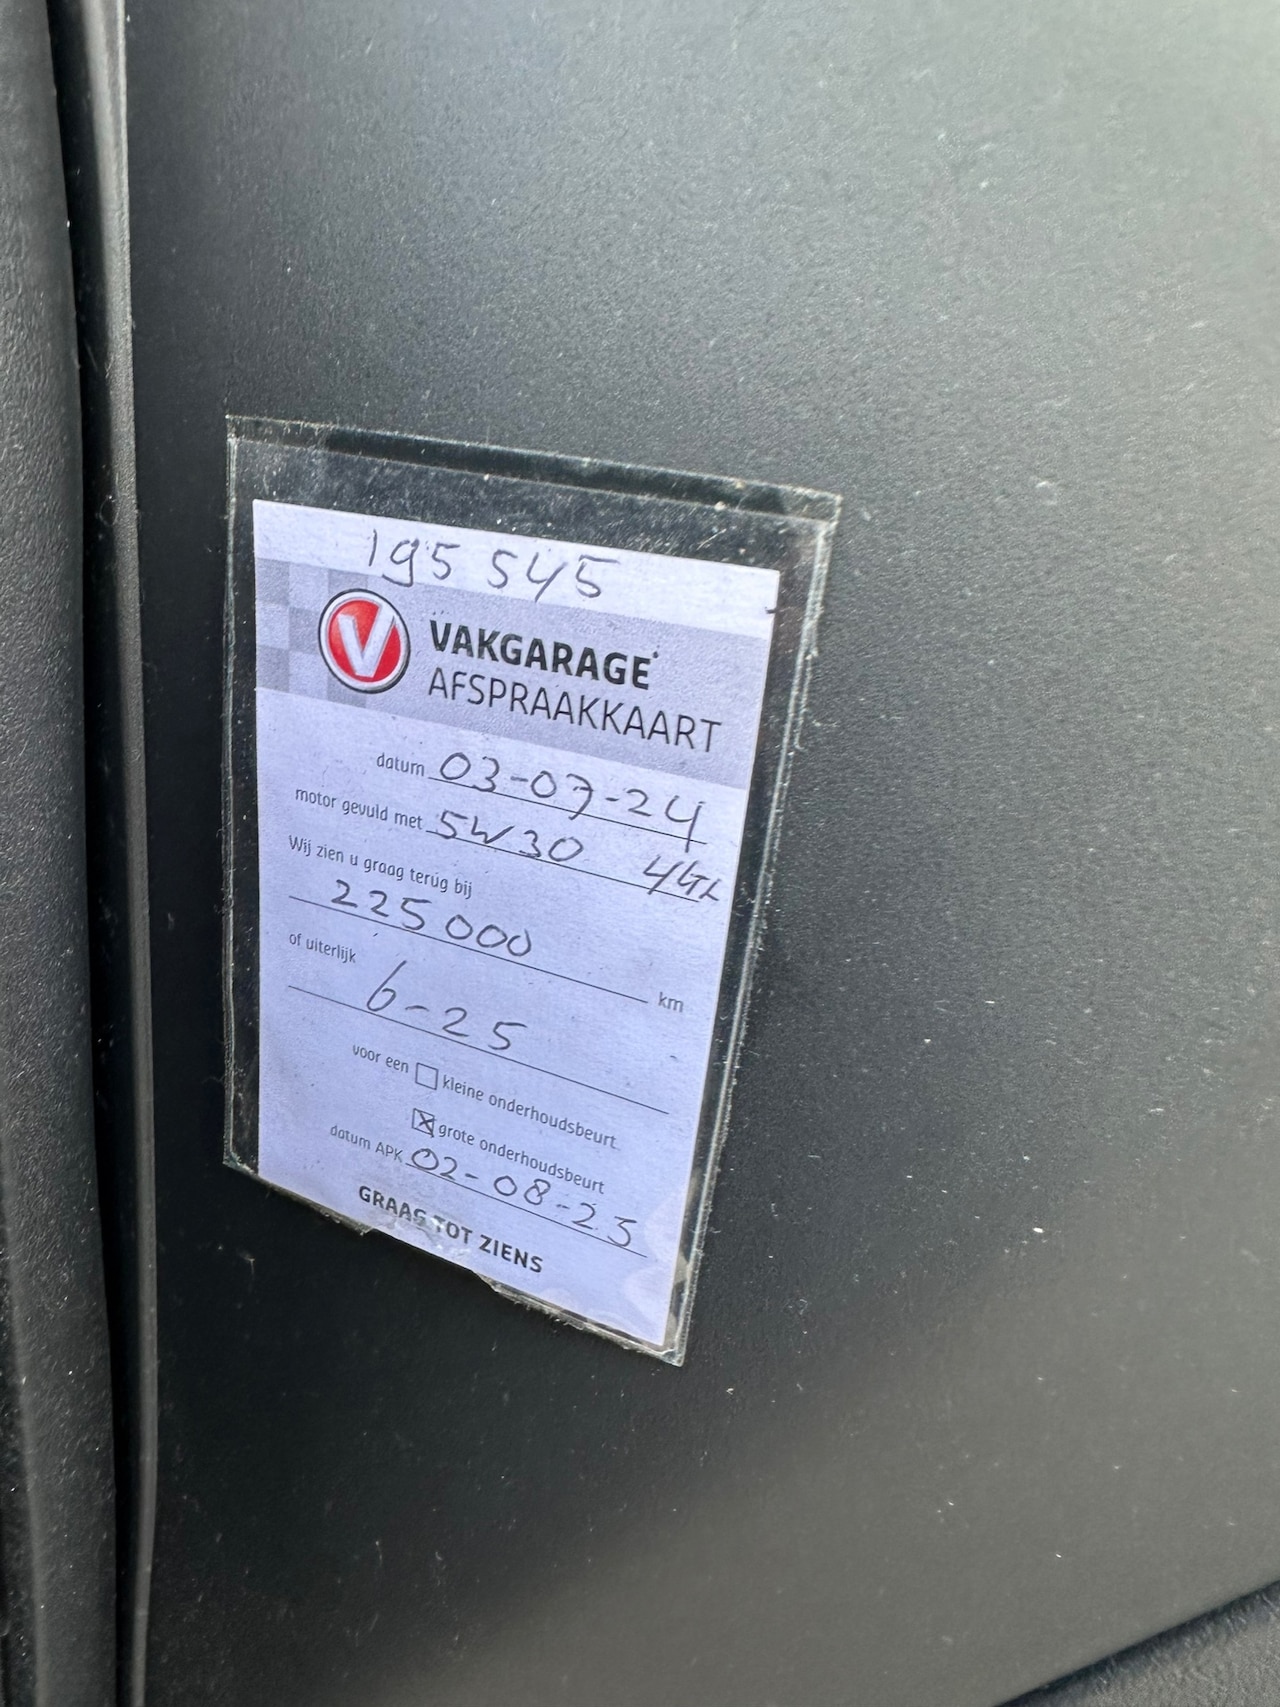 195 545
V
VAKGARAGE
AFSPRAAKKAART
datum 03-07-24
motor gevuld met 5W30
Wij zien u graag terug bij
225000 km
of uiterlijk
6-25
voor een kleine onderhoudsbeurt
grote onderhoudsbeurt
datum APK 02-08-25
GRAAG TOT ZIENS